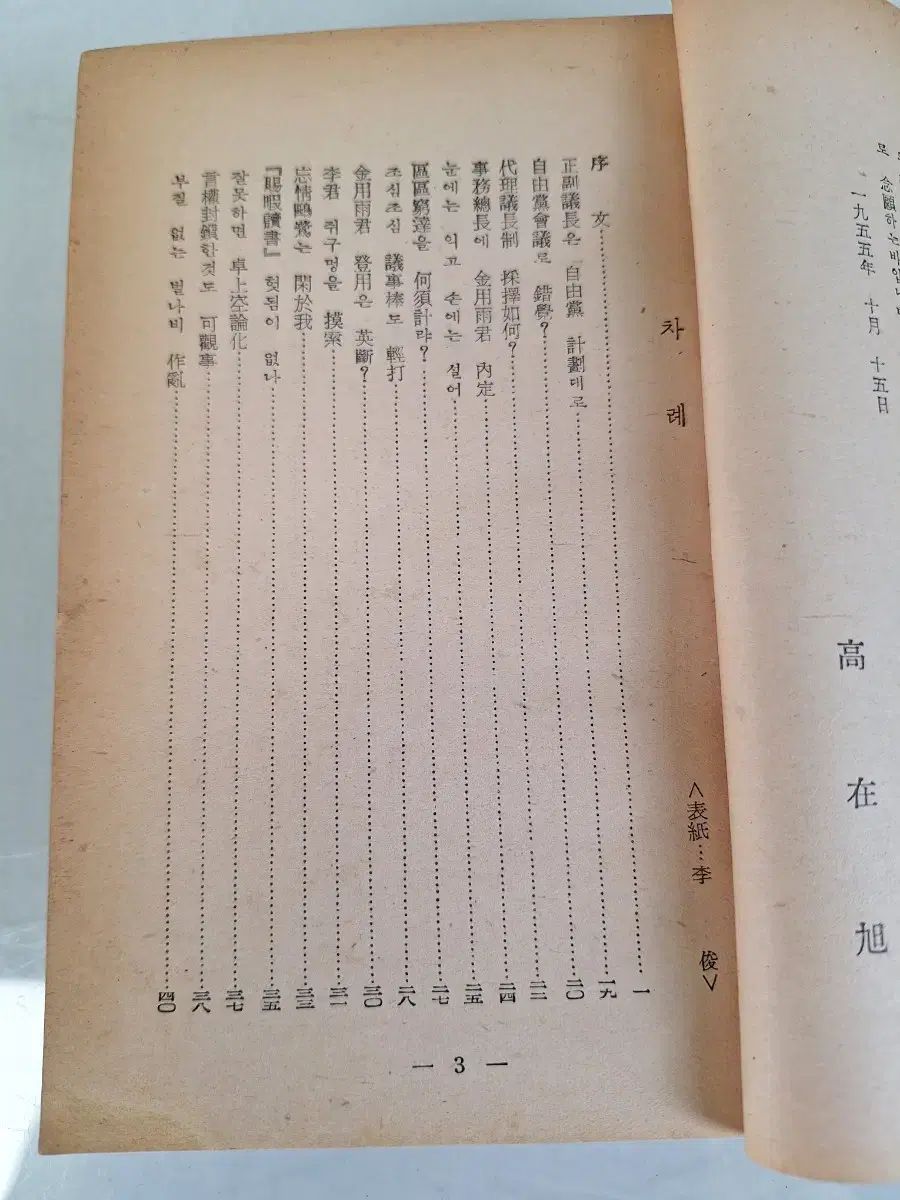 로 念願하는바입니다
一九五五年 十月 十五日
高在旭
차례
<表紙…李 俊>
序文……一
正副議長은 自由黨 計劃대로……一九
自由黨會議로 錯覺?……二〇
代理議長制 採擇如何?……二二
事務總長에 金用雨君 內定……二四
눈에는 익고 손에는 설어……二五
區區窮達을 何須計랴?……二七
조심조심 議事棒도 輕打……二八
金用雨君 登用은 英斷?……三〇
李君 쥐구멍을 摸索……三一
忘情鷗鷺는 閑於我……三三
『賜暇讀書』 헛됨이 없나……三五
잘못하면 卓上空論化……三七
言權封鎖한것도 可觀事……三八
부질 없는 벌나비 作亂……四〇
— 3 —